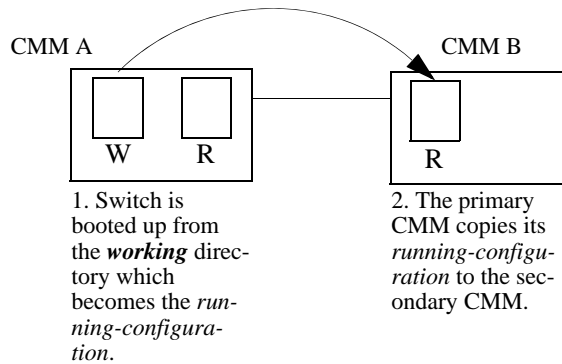 CMM A
CMM B
W
R
R
1. Switch is
booted up from
the working direc-
tory which
becomes the run-
ning-configura-
tion.
2. The primary
CMM copies its
running-configu-
ration to the sec-
ondary CMM.